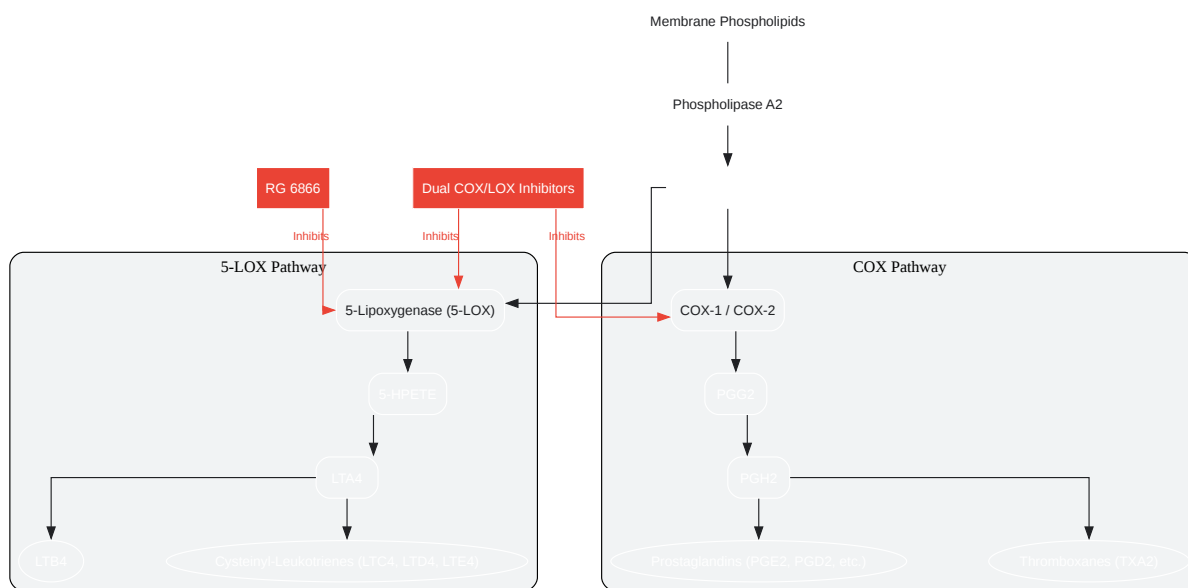 Membrane Phospholipids
Phospholipase A2
RG 6866
Dual COX/LOX Inhibitors
Inhibits
Inhibits
Inhibits
5-LOX Pathway
COX Pathway
5-Lipoxygenase (5-LOX)
COX-1 / COX-2
5-HPETE
PGG2
LTA4
PGH2
LTB4
Cysteinyl-Leukotrienes (LTC4, LTD4, LTE4)
Prostaglandins (PGE2, PGD2, etc.)
Thromboxanes (TXA2)